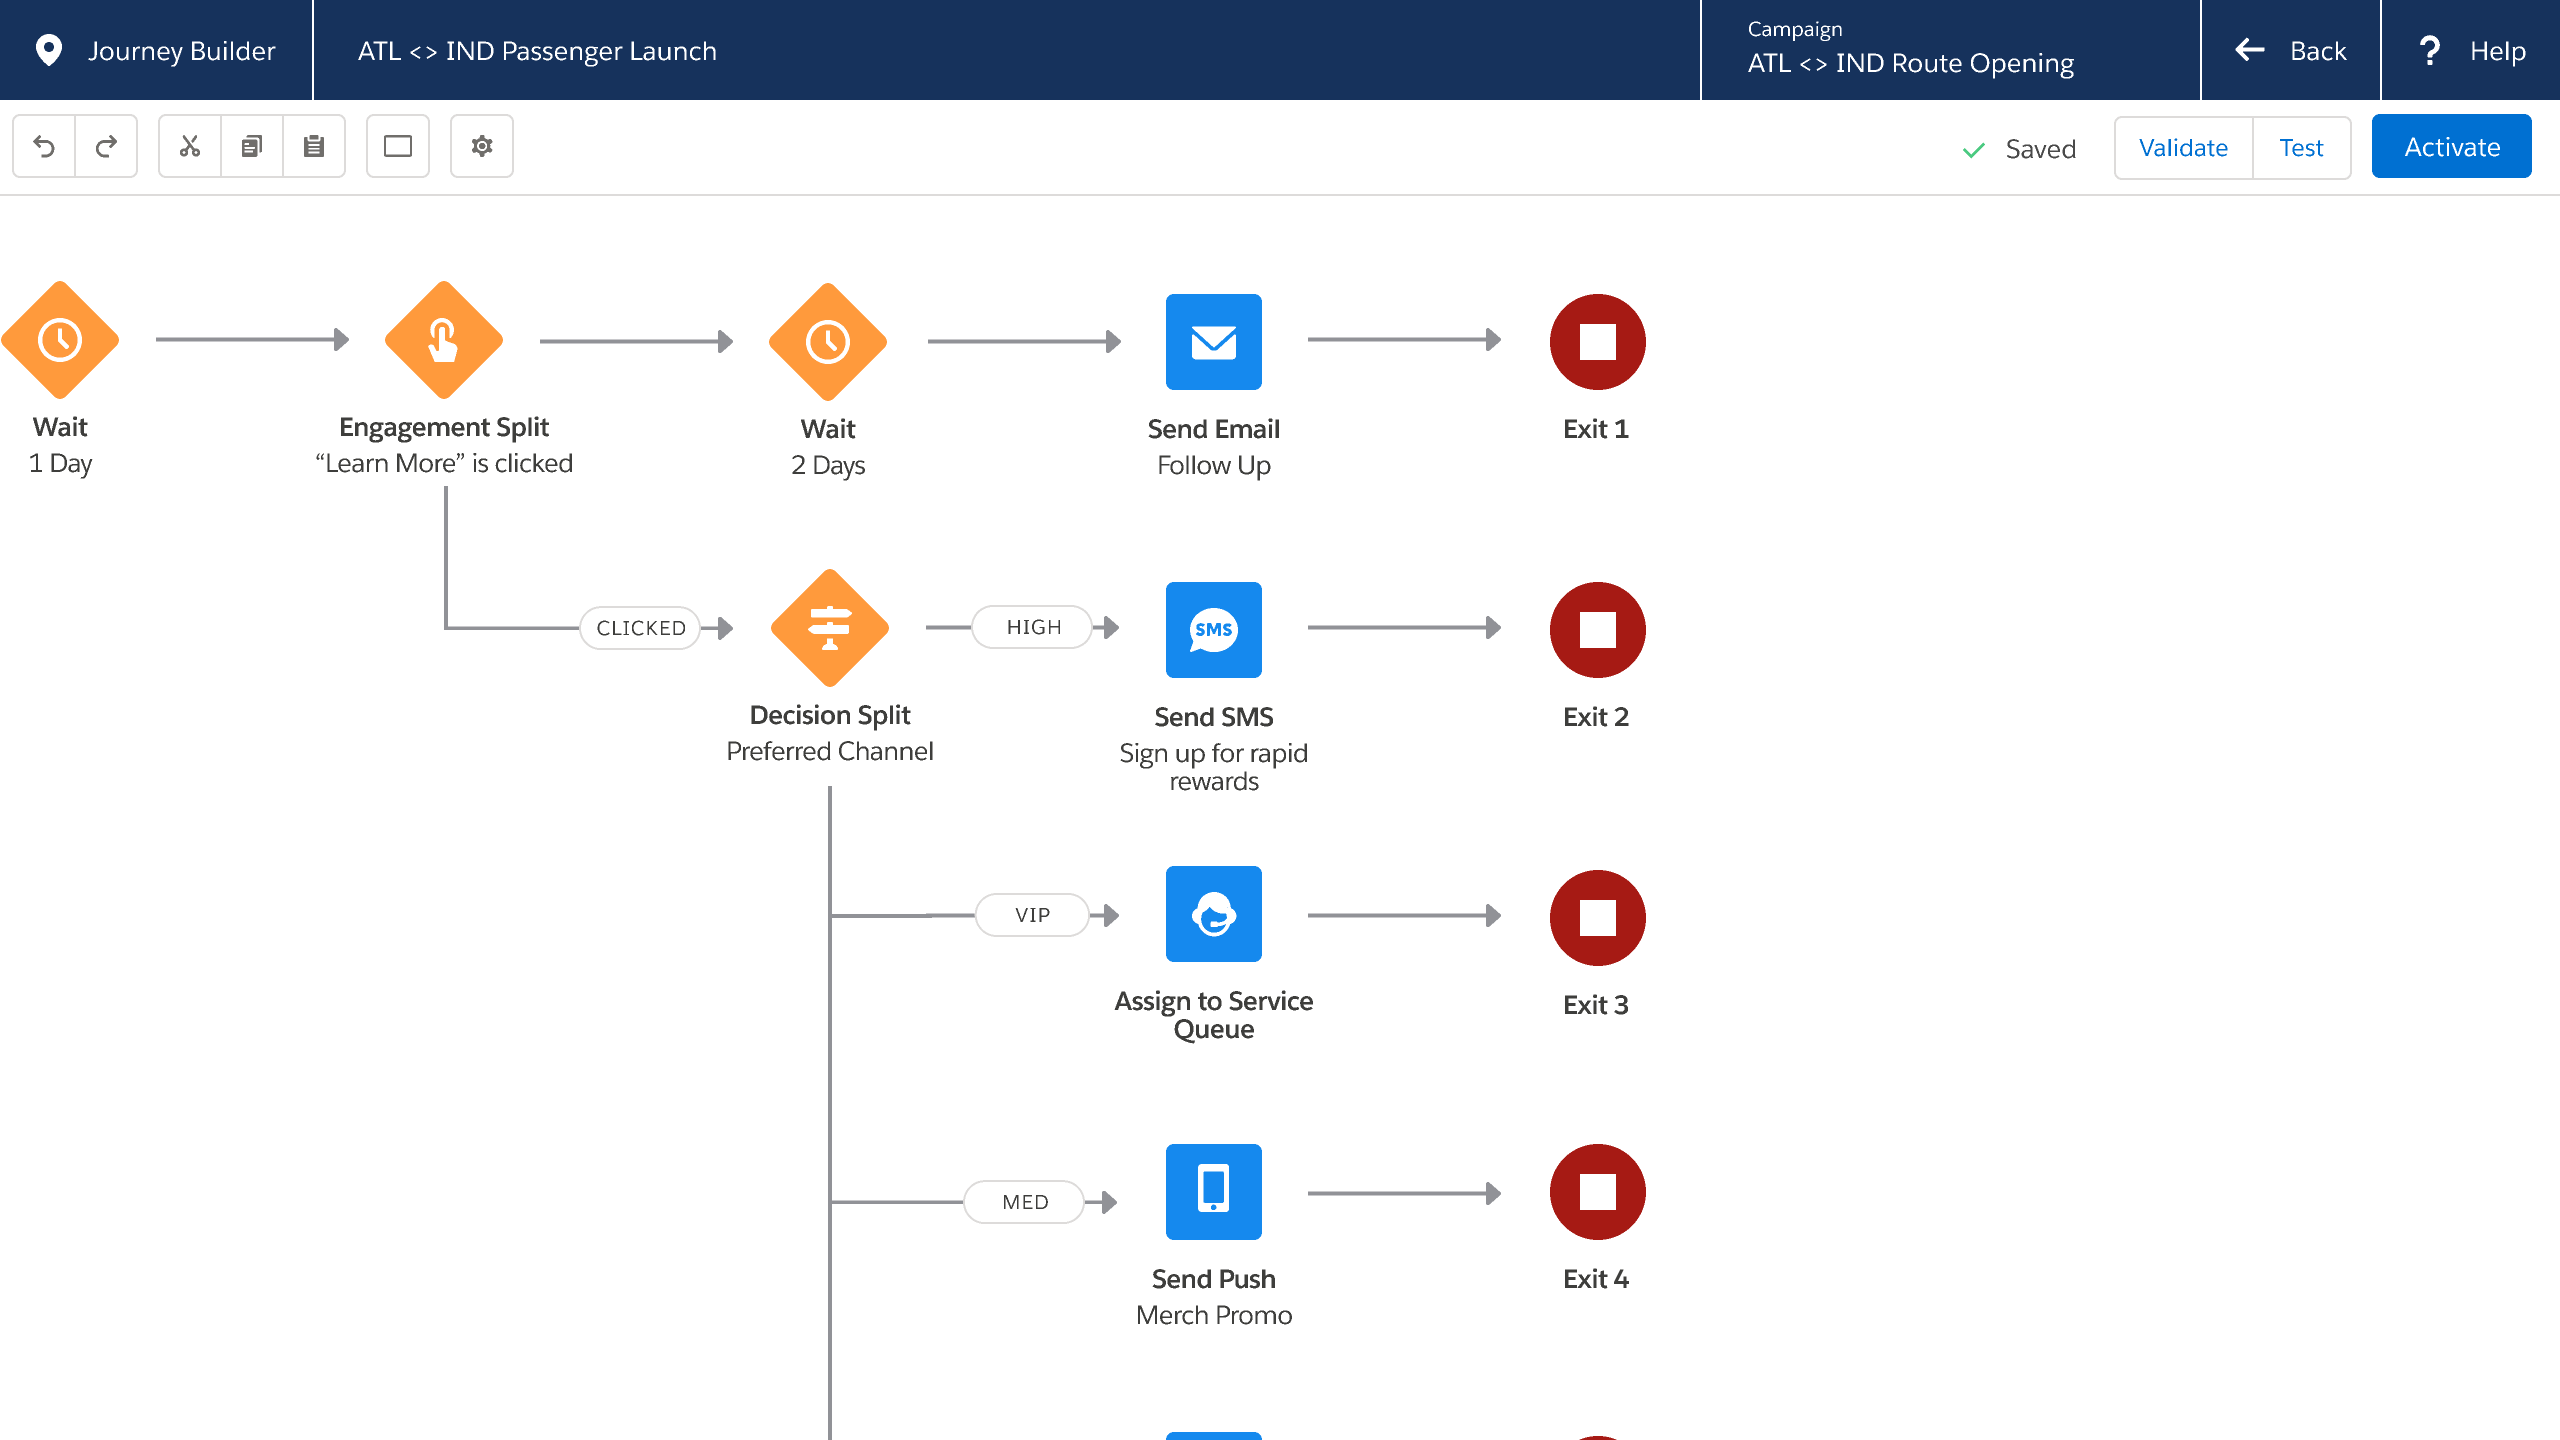 Journey Builder
ATL <> IND Passenger Launch
Campaign
ATL <> IND Route Opening
Back
Help
Saved
Validate
Test
Activate
Wait
1 Day
Engagement Split
“Learn More” is clicked
Wait
2 Days
Send Email
Follow Up
Exit 1
CLICKED
Decision Split
Preferred Channel
HIGH
SMS
Send SMS
Sign up for rapid
rewards
Exit 2
VIP
Assign to Service
Queue
Exit 3
MED
Send Push
Merch Promo
Exit 4